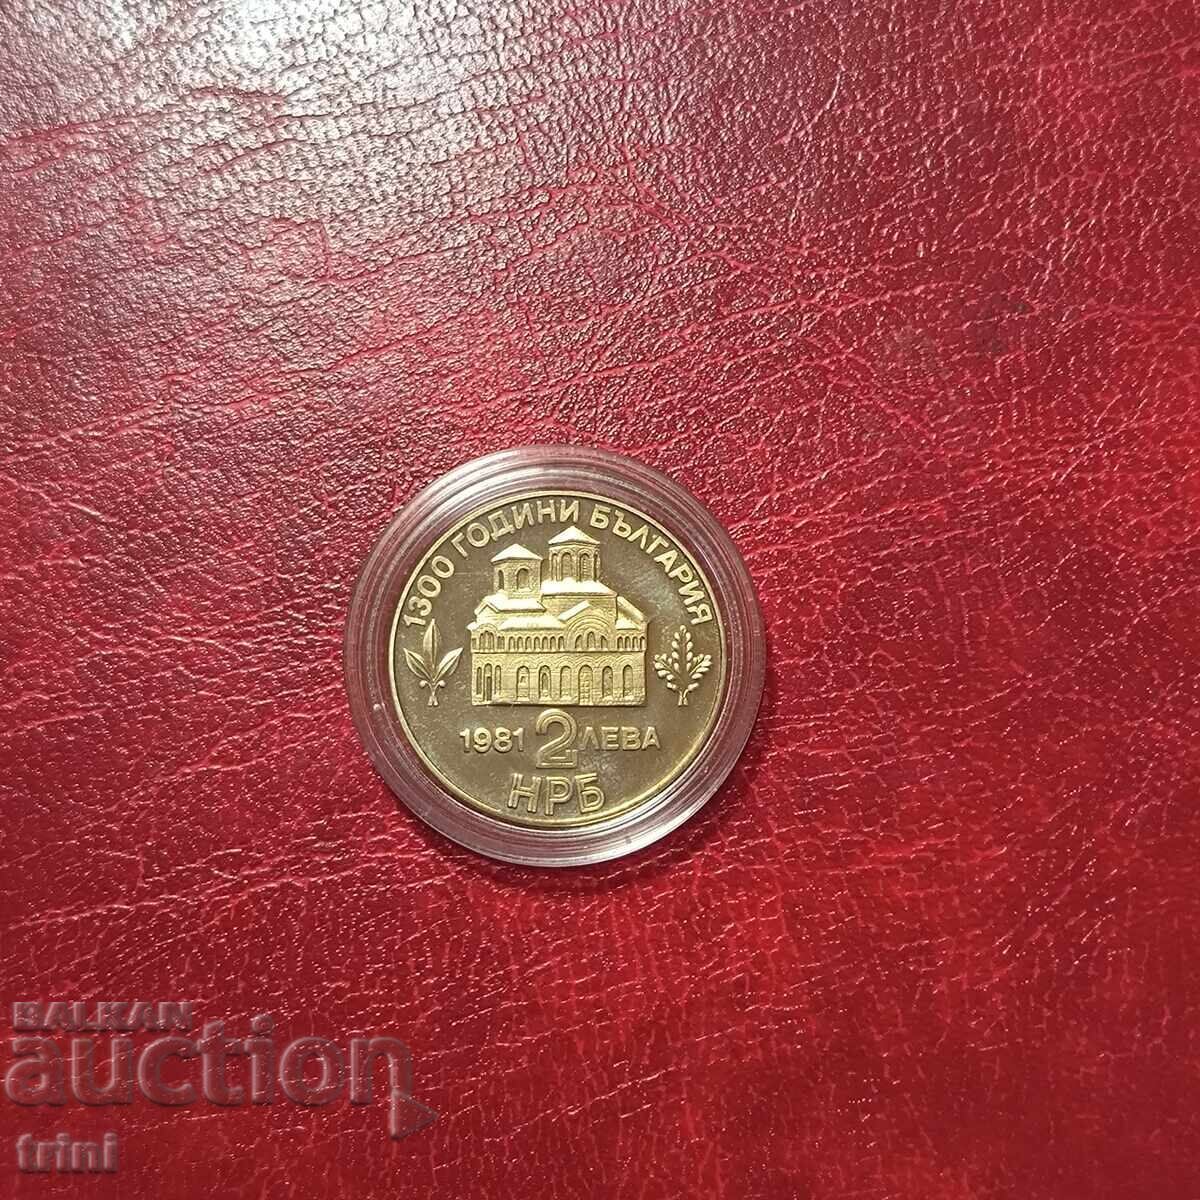 1300 ГОДИНИ БЪЛГАРИЯ
1981 2 ЛЕВА
НРБ
BALKAN
auction
trini